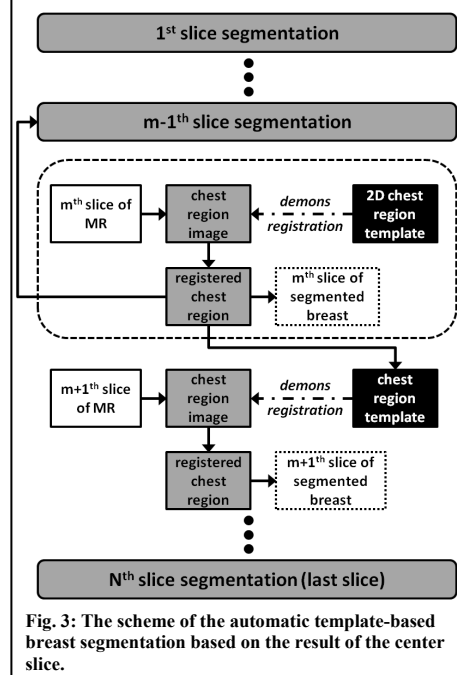 1st slice segmentation
m-1th slice segmentation
mth slice of
MR
chest
region
image
demons
registration
2D chest
region
template
registered
chest
region
mth slice of
segmented
breast
m+1th slice
of MR
chest
region
image
demons
registration
chest
region
template
registered
chest
region
m+1th slice of
segmented
breast
Nth slice segmentation (last slice)
Fig. 3: The scheme of the automatic template-based
breast segmentation based on the result of the center
slice.